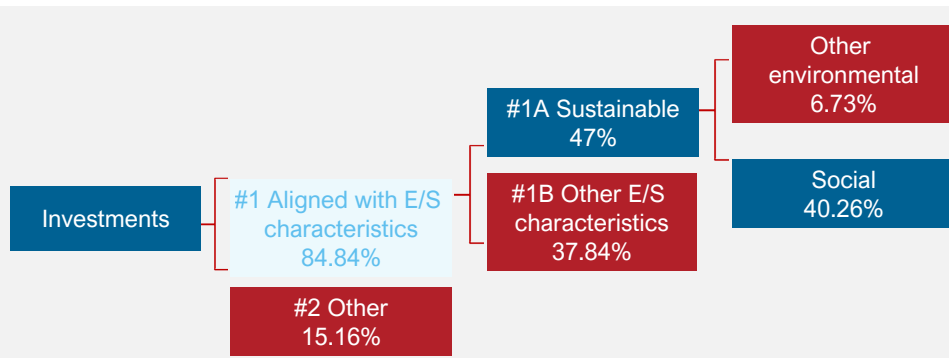 Investments
#1 Aligned with E/S
characteristics
84.84%
#2 Other
15.16%
#1A Sustainable
47%
#1B Other E/S
characteristics
37.84%
Other
environmental
6.73%
Social
40.26%